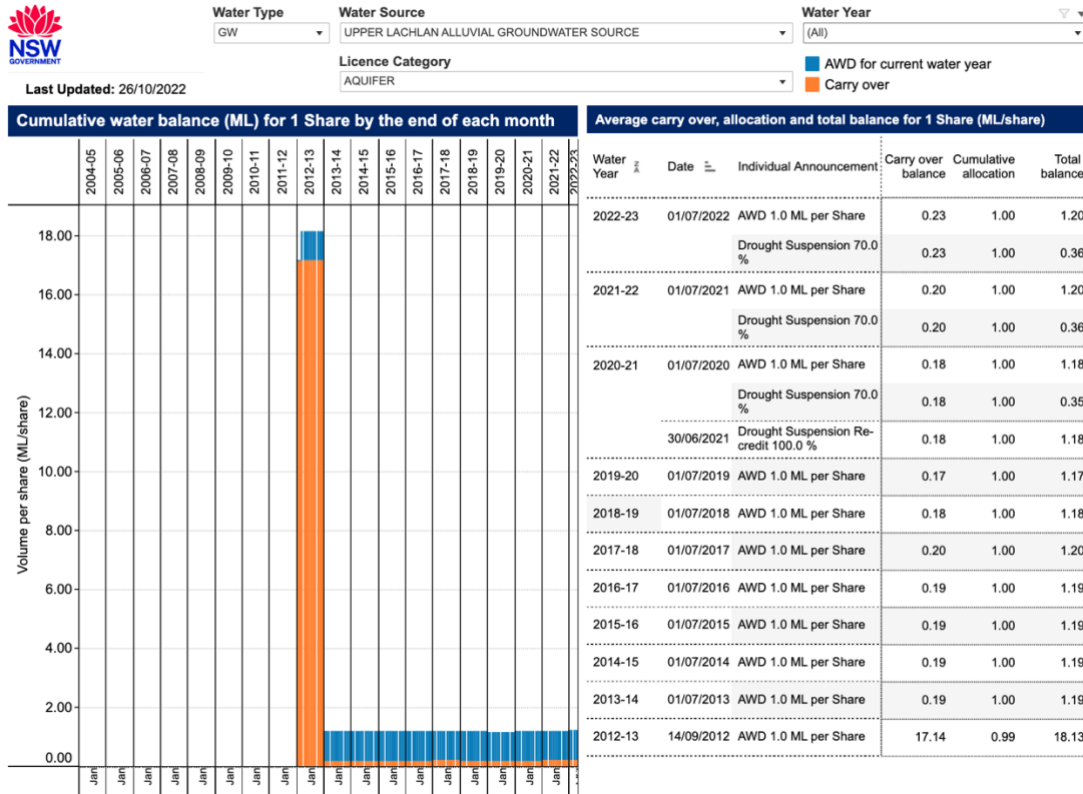 NSW
GOVERNMENT
Last Updated: 26/10/2022
Water Type
GW
Water Source
UPPER LACHLAN ALLUVIAL GROUNDWATER SOURCE
Licence Category
AQUIFER
Water Year
(All)
AWD for current water year
Carry over
Cumulative water balance (ML) for 1 Share by the end of each month
2004-05 2005-06 2006-07 2007-08 2008-09 2009-10 2010-11 2011-12 2012-13 2013-14 2014-15 2015-16 2016-17 2017-18 2018-19 2019-20 2020-21 2021-22 2022-23
Volume per share (ML/share)
18.00
16.00
14.00
12.00
10.00
8.00
6.00
4.00
2.00
0.00
Jan Jan Jan Jan Jan Jan Jan Jan Jan Jan Jan Jan Jan Jan Jan Jan Jan Jan
Average carry over, allocation and total balance for 1 Share (ML/share)
Water Year Date Individual Announcement Carry over balance Cumulative allocation Total balance
2022-23 01/07/2022 AWD 1.0 ML per Share 0.23 1.00 1.20
Drought Suspension 70.0 % 0.23 1.00 0.36
2021-22 01/07/2021 AWD 1.0 ML per Share 0.20 1.00 1.20
Drought Suspension 70.0 % 0.20 1.00 0.36
2020-21 01/07/2020 AWD 1.0 ML per Share 0.18 1.00 1.18
Drought Suspension 70.0 % 0.18 1.00 0.35
30/06/2021 Drought Suspension Re-credit 100.0 % 0.18 1.00 1.18
2019-20 01/07/2019 AWD 1.0 ML per Share 0.17 1.00 1.17
2018-19 01/07/2018 AWD 1.0 ML per Share 0.18 1.00 1.18
2017-18 01/07/2017 AWD 1.0 ML per Share 0.20 1.00 1.20
2016-17 01/07/2016 AWD 1.0 ML per Share 0.19 1.00 1.19
2015-16 01/07/2015 AWD 1.0 ML per Share 0.19 1.00 1.19
2014-15 01/07/2014 AWD 1.0 ML per Share 0.19 1.00 1.19
2013-14 01/07/2013 AWD 1.0 ML per Share 0.19 1.00 1.19
2012-13 14/09/2012 AWD 1.0 ML per Share 17.14 0.99 18.13